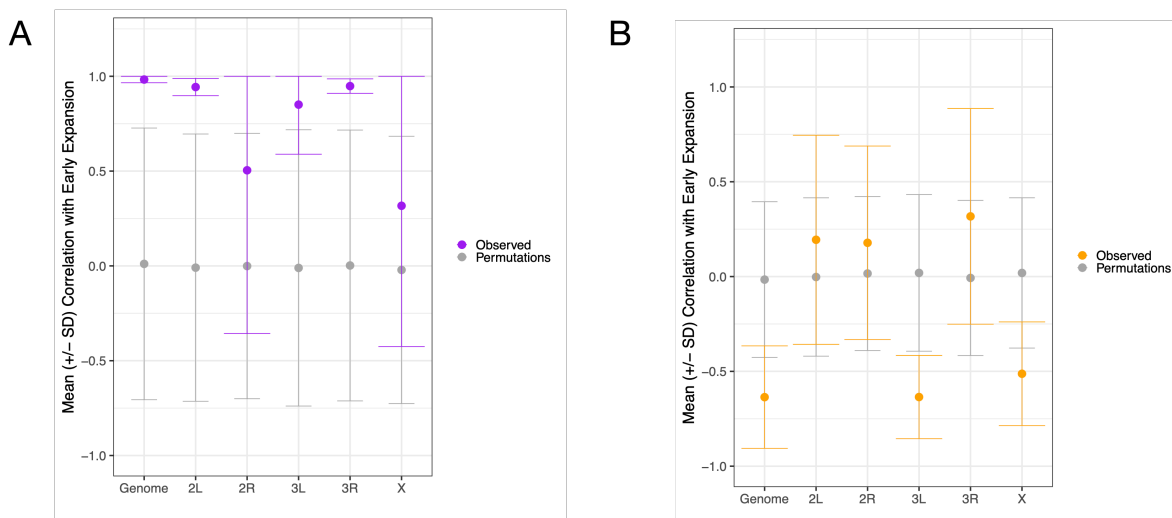 A
Mean (+/− SD) Correlation with Early Expansion
1.0
0.5
0.0
−0.5
−1.0
Genome 2L 2R 3L 3R X
Observed
Permutations
B
Mean (+/− SD) Correlation with Early Expansion
1.0
0.5
0.0
−0.5
−1.0
Genome 2L 2R 3L 3R X
Observed
Permutations